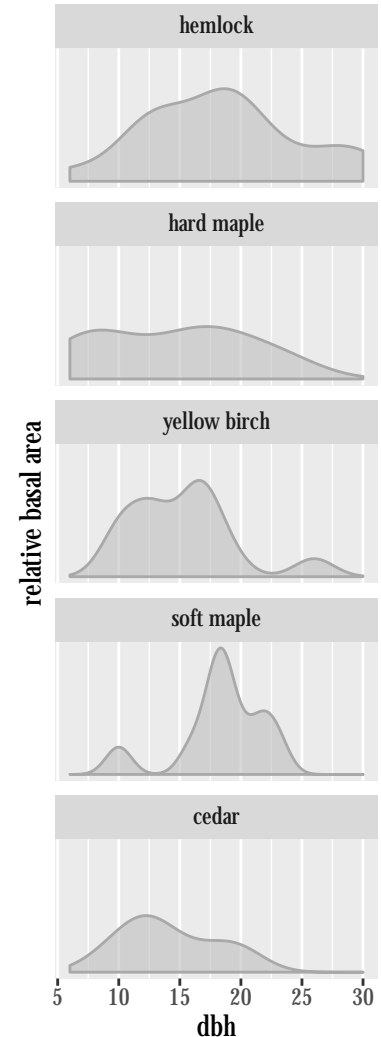 hemlock
hard maple
yellow birch
soft maple
cedar
relative basal area
5 10 15 20 25 30
dbh